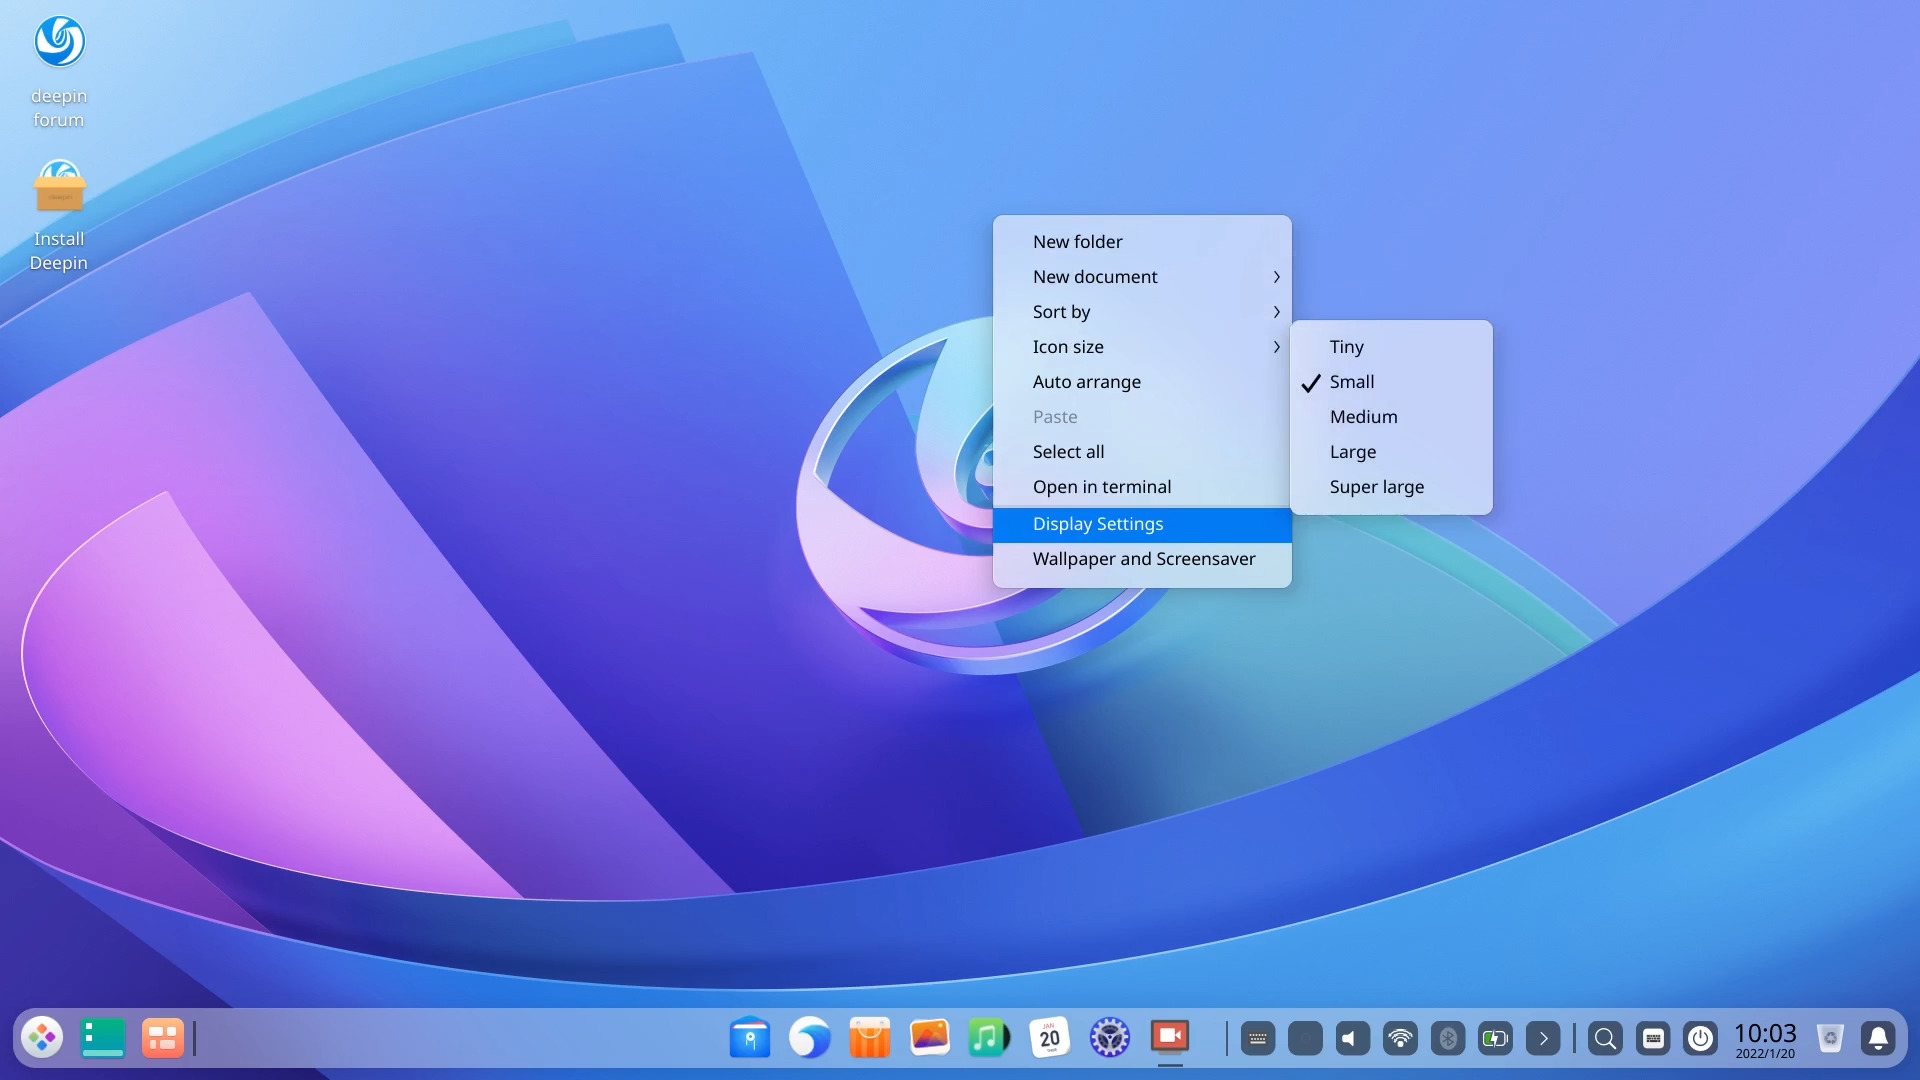 deepin
forum
Install
Deepin
New folder
New document
Sort by
Icon size
Auto arrange
Paste
Select all
Open in terminal
Display Settings
Wallpaper and Screensaver
Tiny
Small
Medium
Large
Super large
JAN
20
10:03
2022/1/20